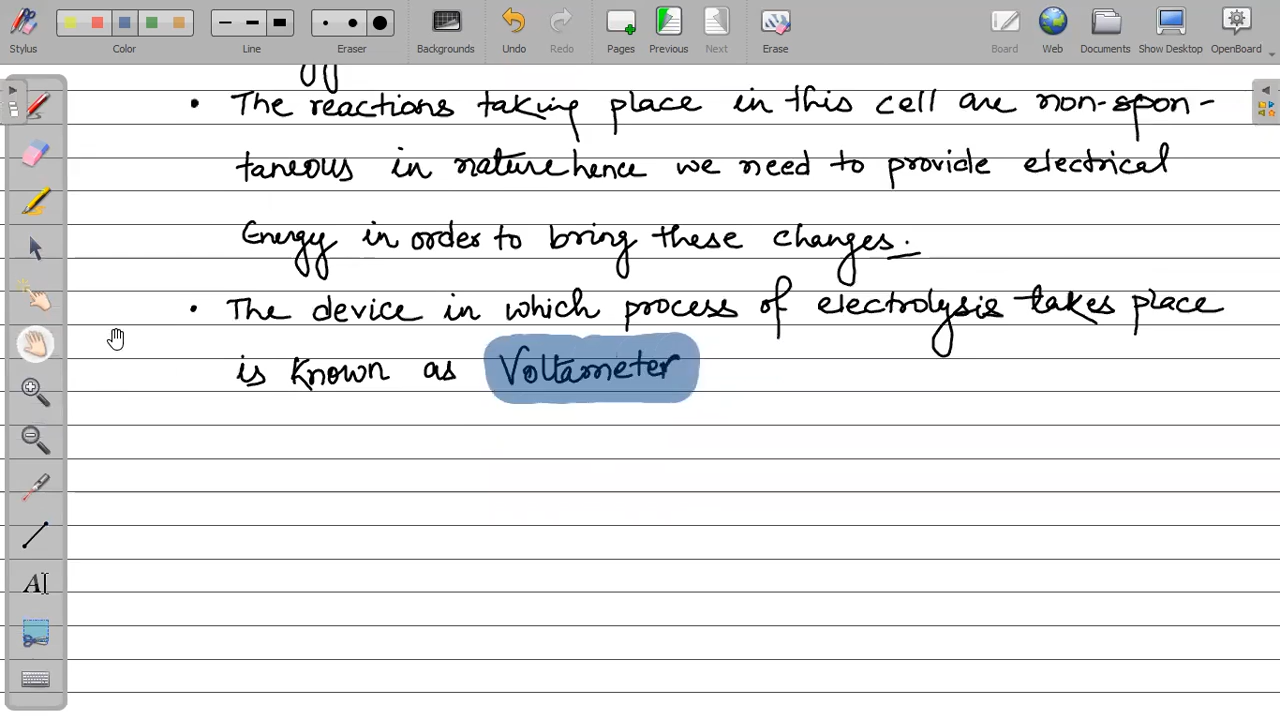 Stylus
Color
Line
Eraser
Backgrounds
Undo
Redo
Pages
Previous
Next
Erase
Board
Web
Documents
Show Desktop
OpenBoard
• The reactions taking place in this cell are non-spon-
taneous in nature hence we need to provide electrical
Energy in order to bring these changes.
• The device in which process of electrolysis takes place
is known as Voltameter